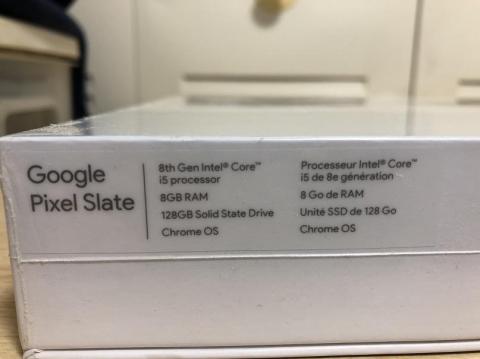 Google
Pixel Slate
8th Gen Intel® Core™
i5 processor
8GB RAM
128GB Solid State Drive
Chrome OS
Processeur Intel® Core™
i5 de 8e génération
8 Go de RAM
Unité SSD de 128 Go
Chrome OS